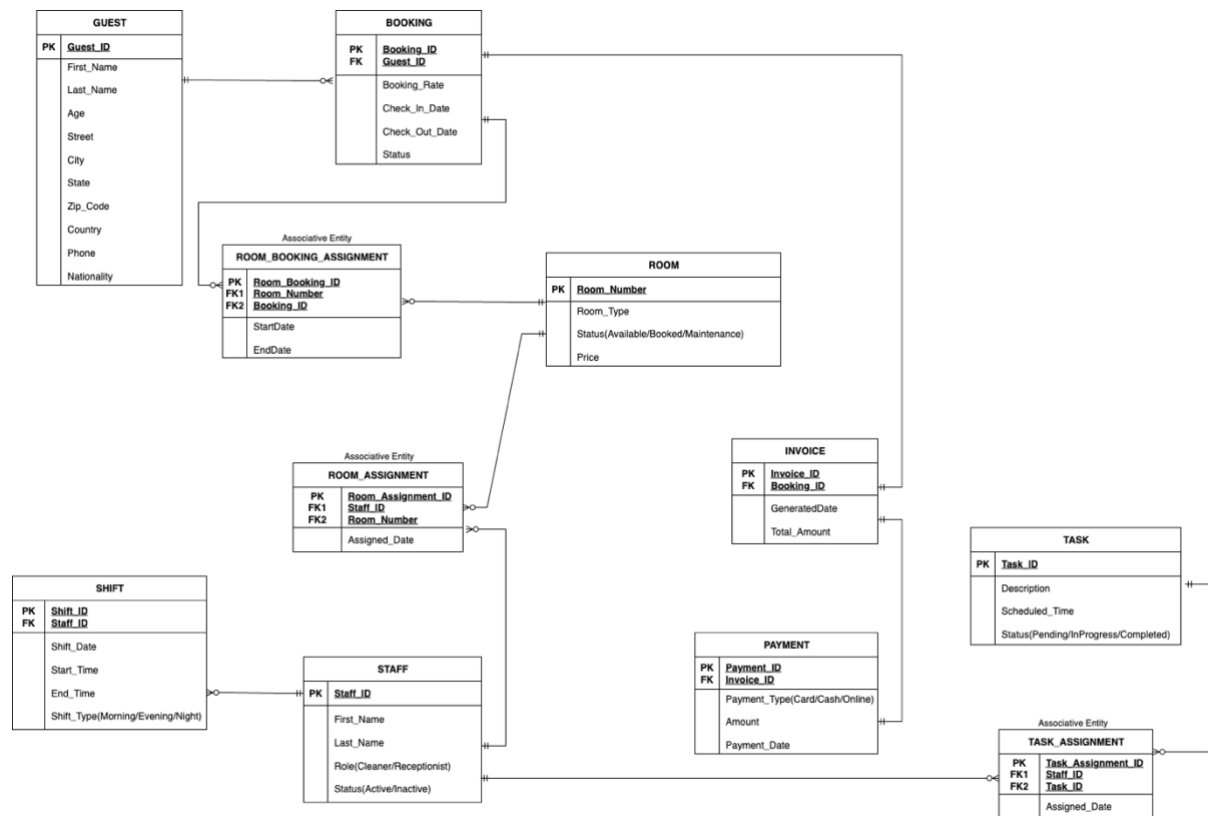 GUEST
PK Guest_ID
First_Name
Last_Name
Age
Street
City
State
Zip_Code
Country
Phone
Nationality
BOOKING
PK Booking_ID
FK Guest_ID
Booking_Rate
Check_In_Date
Check_Out_Date
Status
Associative Entity
ROOM_BOOKING_ASSIGNMENT
PK Room_Booking_ID
FK1 Room_Number
FK2 Booking_ID
StartDate
EndDate
ROOM
PK Room_Number
Room_Type
Status(Available/Booked/Maintenance)
Price
Associative Entity
ROOM_ASSIGNMENT
PK Room_Assignment_ID
FK1 Staff_ID
FK2 Room_Number
Assigned_Date
INVOICE
PK Invoice_ID
FK Booking_ID
GeneratedDate
Total_Amount
TASK
PK Task_ID
Description
Scheduled_Time
Status(Pending/InProgress/Completed)
SHIFT
PK Shift_ID
FK Staff_ID
Shift_Date
Start_Time
End_Time
Shift_Type(Morning/Evening/Night)
STAFF
PK Staff_ID
First_Name
Last_Name
Role(Cleaner/Receptionist)
Status(Active/Inactive)
PAYMENT
PK Payment_ID
FK Invoice_ID
Payment_Type(Card/Cash/Online)
Amount
Payment_Date
Associative Entity
TASK_ASSIGNMENT
PK Task_Assignment_ID
FK1 Staff_ID
FK2 Task_ID
Assigned_Date